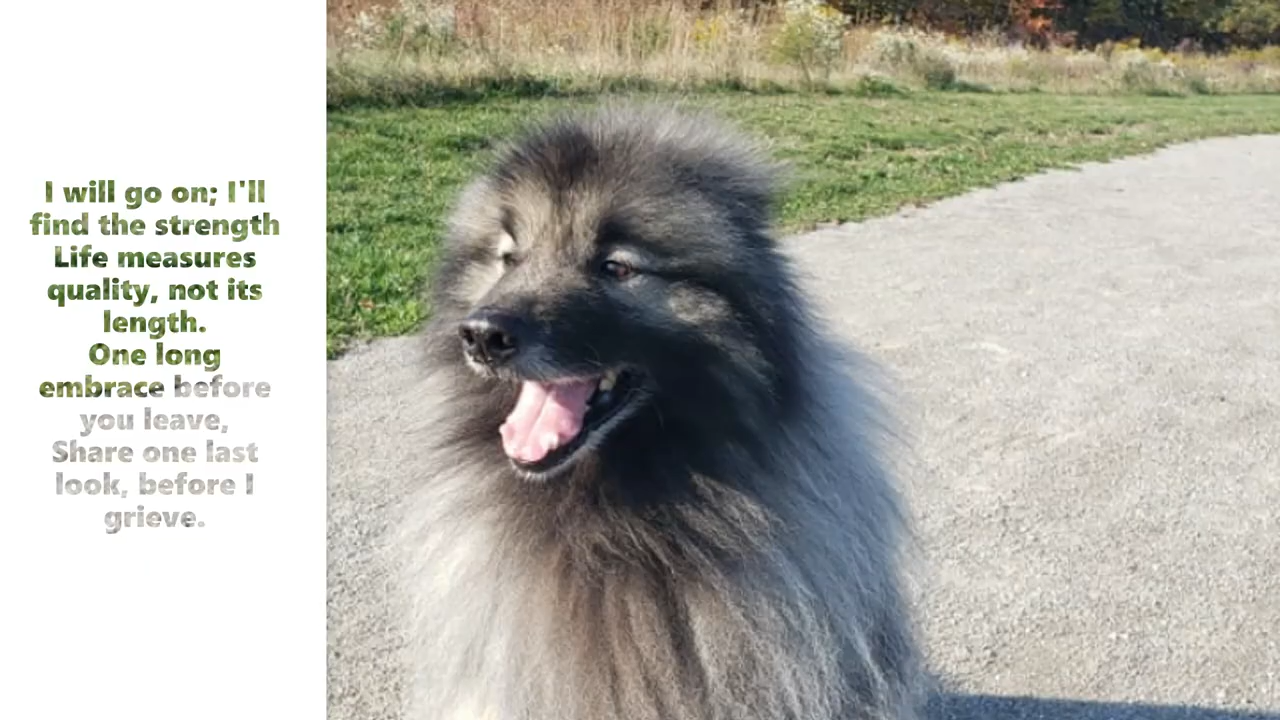 I will go on; I'll
find the strength
Life measures
quality, not its
length.
One long
embrace before
you leave,
Share one last
look, before I
grieve.